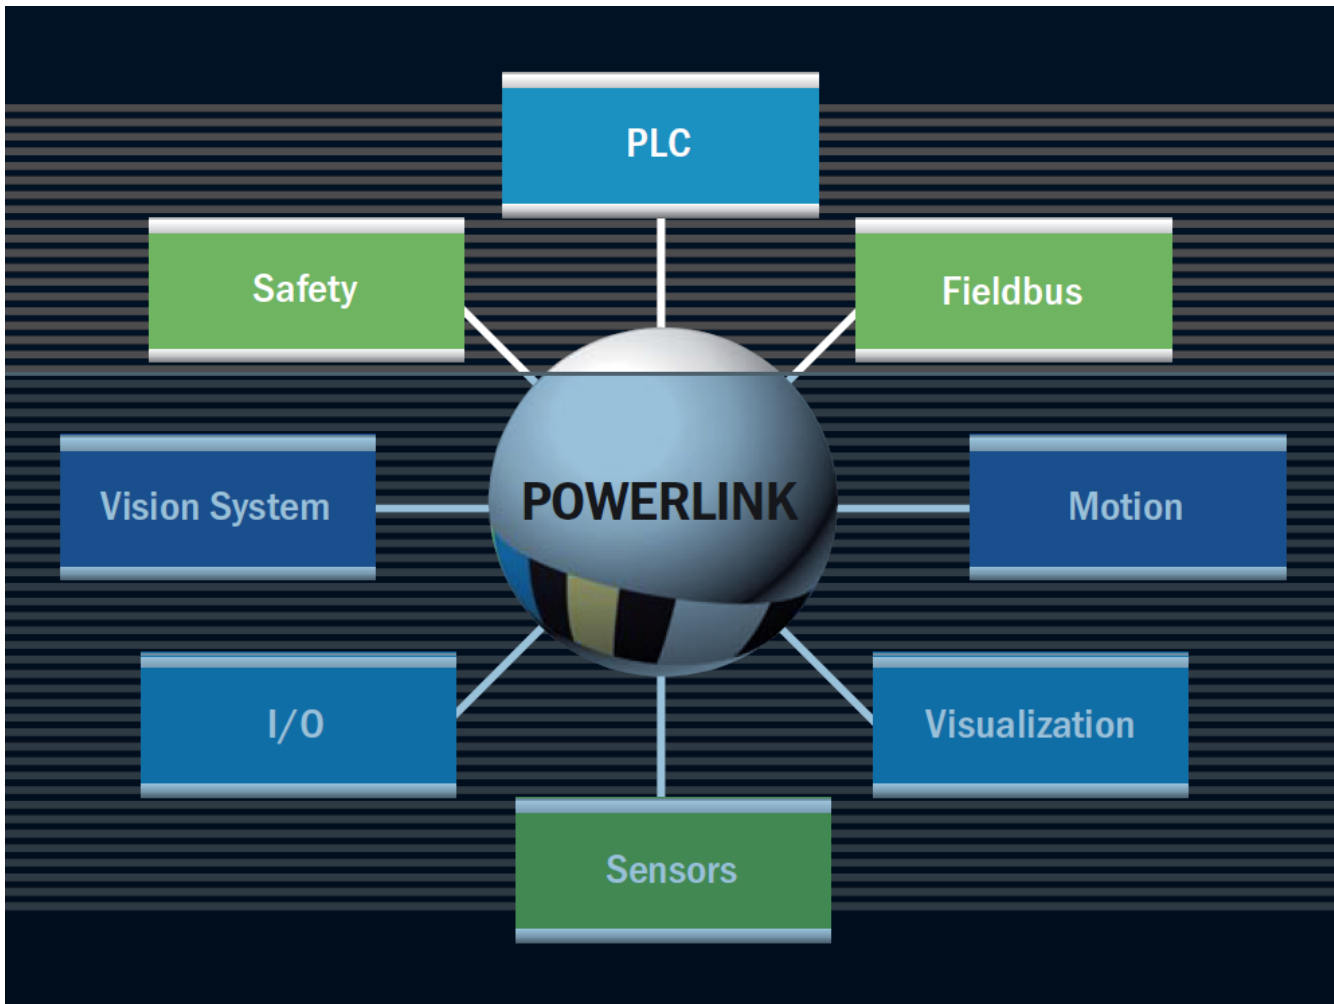 PLC
Safety
Fieldbus
Vision System
POWERLINK
Motion
I/O
Visualization
Sensors